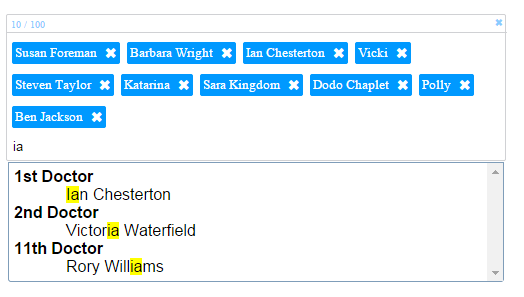 10 / 100
Susan Foreman ✖ Barbara Wright ✖ Ian Chesterton ✖ Vicki ✖
Steven Taylor ✖ Katarina ✖ Sara Kingdom ✖ Dodo Chaplet ✖ Polly ✖
Ben Jackson ✖
ia
1st Doctor
Ian Chesterton
2nd Doctor
Victoria Waterfield
11th Doctor
Rory Williams